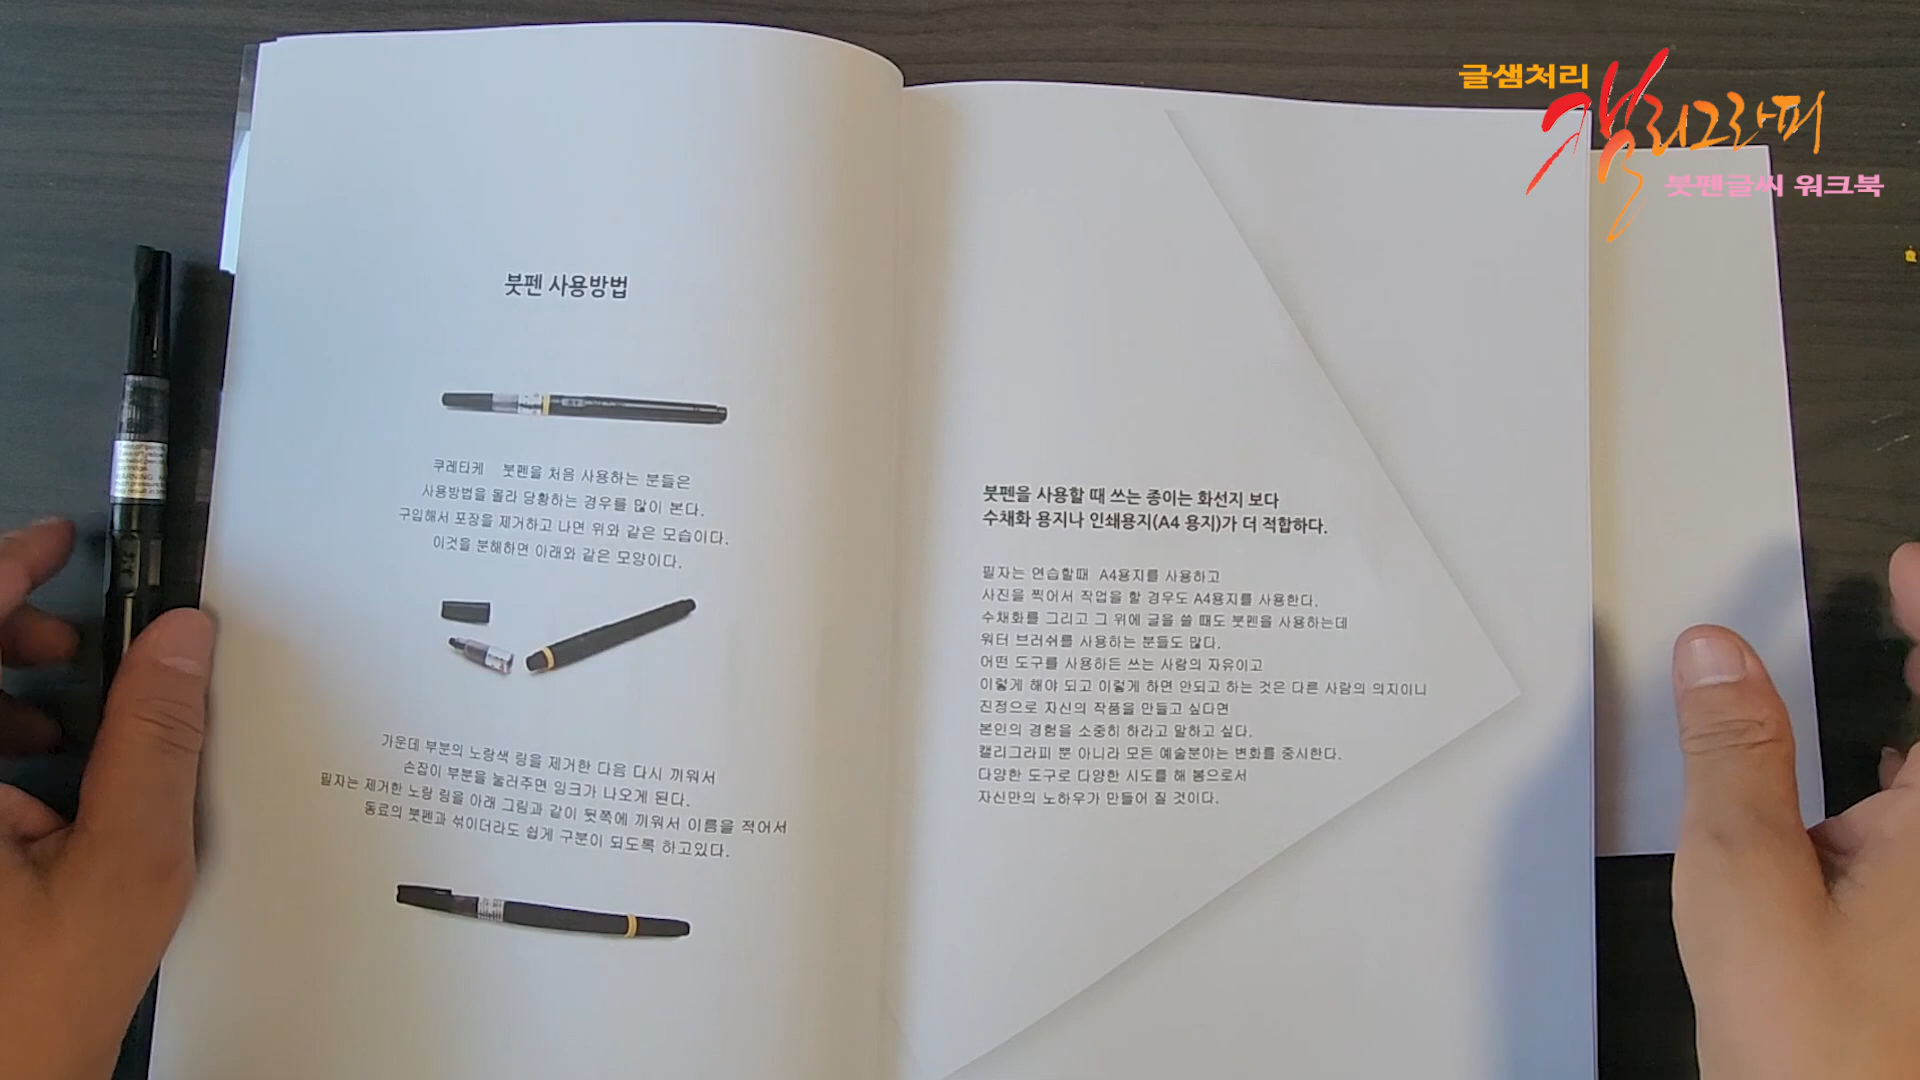 글샘처리
캘리그라피
붓팬글씨 워크북
붓펜 사용방법
쿠레타케 붓펜을 처음 사용하는 분들은
사용방법을 몰라 당황하는 경우를 많이 본다.
구입해서 포장을 제거하고 나면 위와 같은 모습이다.
이것을 분해하면 아래와 같은 모양이다.
가운데 부분의 노랑색 링을 제거한 다음 다시 끼워서
손잡이 부분을 눌러주면 잉크가 나오게 된다.
필자는 제거한 노랑 링을 아래 그림과 같이 뒷쪽에 끼워서 이름을 적어서
동료의 붓펜과 섞이더라도 쉽게 구분이 되도록 하고있다.
붓펜을 사용할 때 쓰는 종이는 화선지 보다
수채화 용지나 인쇄용지(A4 용지)가 더 적합하다.
필자는 연습할때 A4용지를 사용하고
사진을 찍어서 작업을 할 경우도 A4용지를 사용한다.
수채화를 그리고 그 위에 글을 쓸 때도 붓펜을 사용하는데
워터 브러쉬를 사용하는 분들도 많다.
어떤 도구를 사용하든 쓰는 사람의 자유이고
이렇게 해야 되고 이렇게 하면 안되고 하는 것은 다른 사람의 의지이니
진정으로 자신의 작품을 만들고 싶다면
본인의 경험을 소중히 하라고 말하고 싶다.
캘리그라피 뿐 아니라 모든 예술분야는 변화를 중시한다.
다양한 도구로 다양한 시도를 해 봄으로서
자신만의 노하우가 만들어 질 것이다.
WARNING